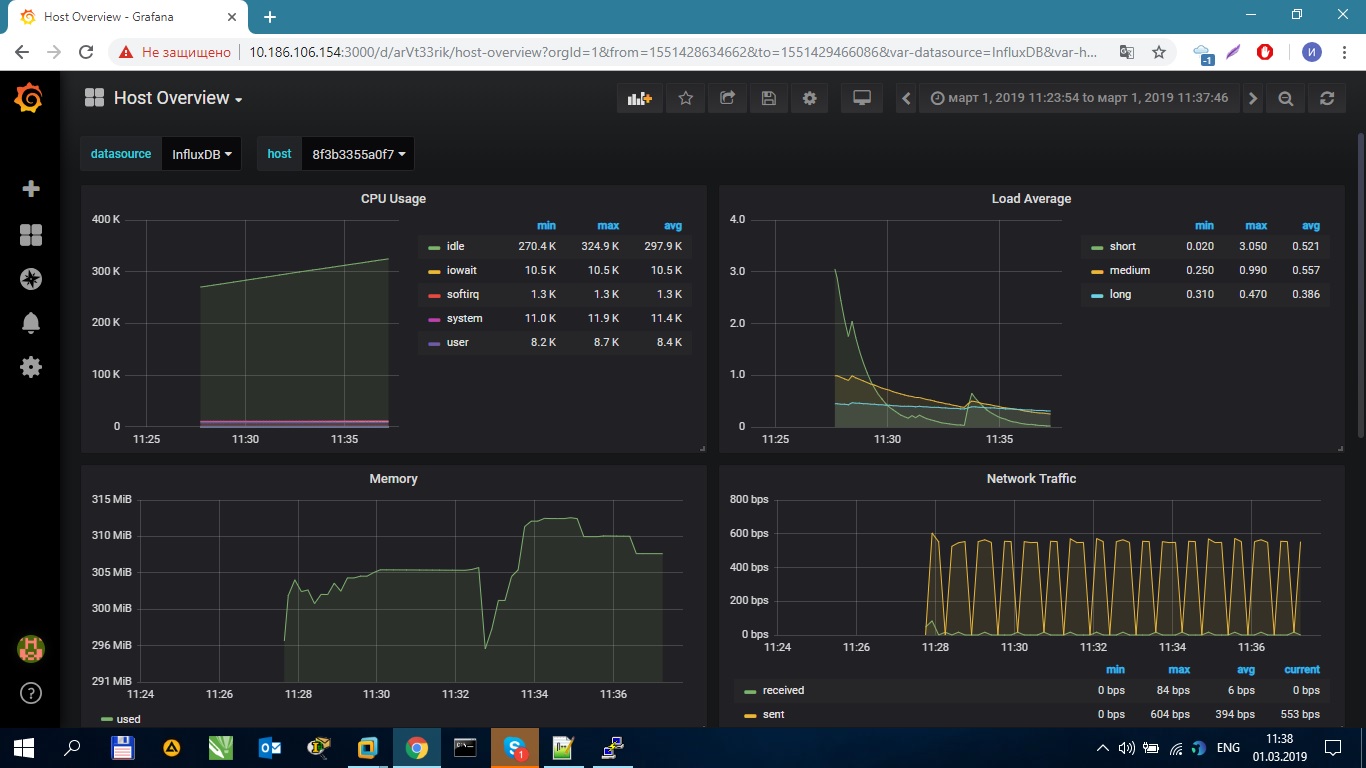 Host Overview - Grafana
Не защищено 10.186.106.154:3000/d/arVt33rik/host-overview?orgId=1&from=1551428634662&to=1551429466086&var-datasource=InfluxDB&var-h...
-1
И
Host Overview
март 1, 2019 11:23:54 to март 1, 2019 11:37:46
datasource InfluxDB host 8f3b3355a0f7
CPU Usage
400 K
300 K
200 K
100 K
0
11:25 11:30 11:35
min max avg
idle 270.4 K 324.9 K 297.9 K
iowait 10.5 K 10.5 K 10.5 K
softirq 1.3 K 1.3 K 1.3 K
system 11.0 K 11.9 K 11.4 K
user 8.2 K 8.7 K 8.4 K
Load Average
4.0
3.0
2.0
1.0
0
11:25 11:30 11:35
min max avg
short 0.020 3.050 0.521
medium 0.250 0.990 0.557
long 0.310 0.470 0.386
Memory
315 MiB
310 MiB
305 MiB
300 MiB
296 MiB
291 MiB
11:24 11:26 11:28 11:30 11:32 11:34 11:36
used
Network Traffic
800 bps
600 bps
400 bps
200 bps
0 bps
11:24 11:26 11:28 11:30 11:32 11:34 11:36
min max avg current
received 0 bps 84 bps 6 bps 0 bps
sent 0 bps 604 bps 394 bps 553 bps
1
ENG
11:38
01.03.2019